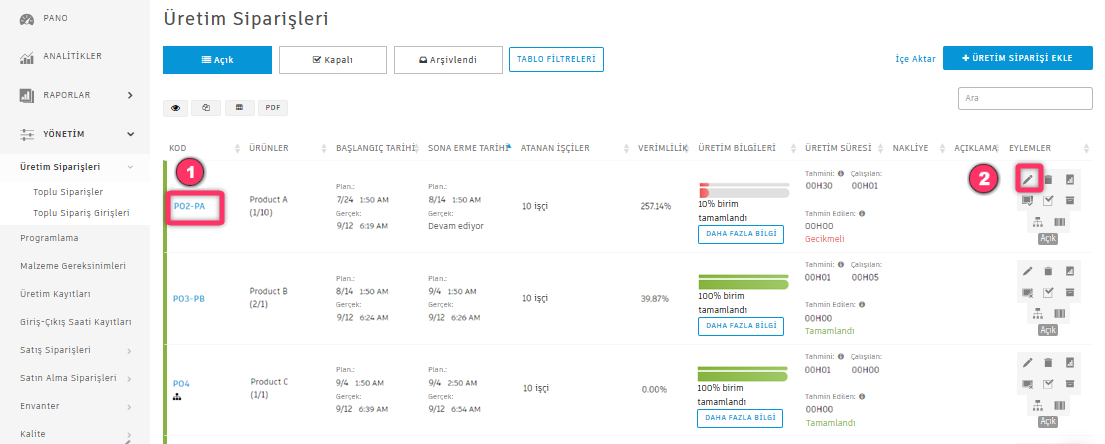 PANO
ANALİTİKLER
RAPORLAR
YÖNETİM
Üretim Siparişleri
Toplu Siparişler
Toplu Sipariş Girişleri
Programlama
Malzeme Gereksinimleri
Üretim Kayıtları
Giriş-Çıkış Saati Kayıtları
Satış Siparişleri
Satın Alma Siparişleri
Envanter
Kalite
Üretim Siparişleri
Açık
Kapalı
Arşivlendi
TABLO FİLTRELERİ
İçe Aktar
+ ÜRETİM SİPARİŞİ EKLE
PDF
Ara
KOD ÜRÜNLER BAŞLANGIÇ TARİHİ SONA ERME TARİHİ ATANAN İŞÇİLER VERİMLİLİK ÜRETİM BİLGİLERİ ÜRETİM SÜRESİ NAKLİYE AÇIKLAMA EYLEMLER
1
2
PO2-PA
Product A
(1/10)
Plan.:
7/24 1:50 AM
Gerçek:
9/12 6:19 AM
Plan.:
8/14 1:50 AM
Gerçek:
Devam ediyor
10 işçi
257.14%
10% birim
tamamlandı
DAHA FAZLA BİLGİ
Tahmini: Çalışılan:
00H30 00H01
Tahmin Edilen:
00H00
Gecikmeli
Açık
PO3-PB
Product B
(2/1)
Plan.:
8/14 1:50 AM
Gerçek:
9/12 6:24 AM
Plan.:
9/4 1:50 AM
Gerçek:
9/12 6:26 AM
10 işçi
39.87%
100% birim
tamamlandı
DAHA FAZLA BİLGİ
Tahmini: Çalışılan:
00H01 00H05
Tahmin Edilen:
00H00
Tamamlandı
Açık
PO4
Product C
(1/1)
Plan.:
9/4 1:50 AM
Gerçek:
9/12 6:39 AM
Plan.:
9/4 2:50 AM
Gerçek:
9/12 6:54 AM
10 işçi
0.00%
100% birim
tamamlandı
DAHA FAZLA BİLGİ
Tahmini: Çalışılan:
00H01 00H00
Tahmin Edilen:
00H00
Tamamlandı
Açık